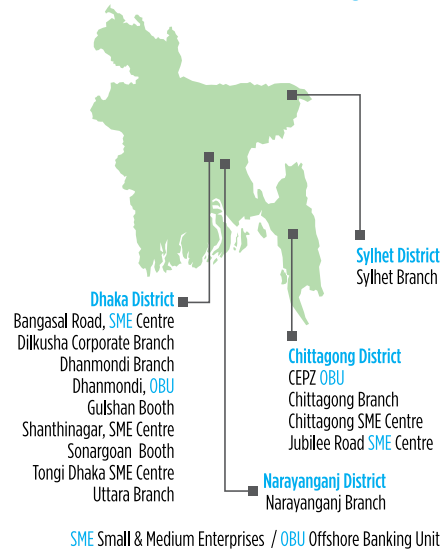 Sylhet District
Sylhet Branch
Dhaka District
Bangasal Road, SME Centre
Dilkusha Corporate Branch
Dhanmondi Branch
Dhanmondi, OBU
Gulshan Booth
Shanthinagar, SME Centre
Sonargoan Booth
Tongi Dhaka SME Centre
Uttara Branch
Chittagong District
CEPZ OBU
Chittagong Branch
Chittagong SME Centre
Jubilee Road SME Centre
Narayanganj District
Narayanganj Branch
SME Small & Medium Enterprises / OBU Offshore Banking Unit